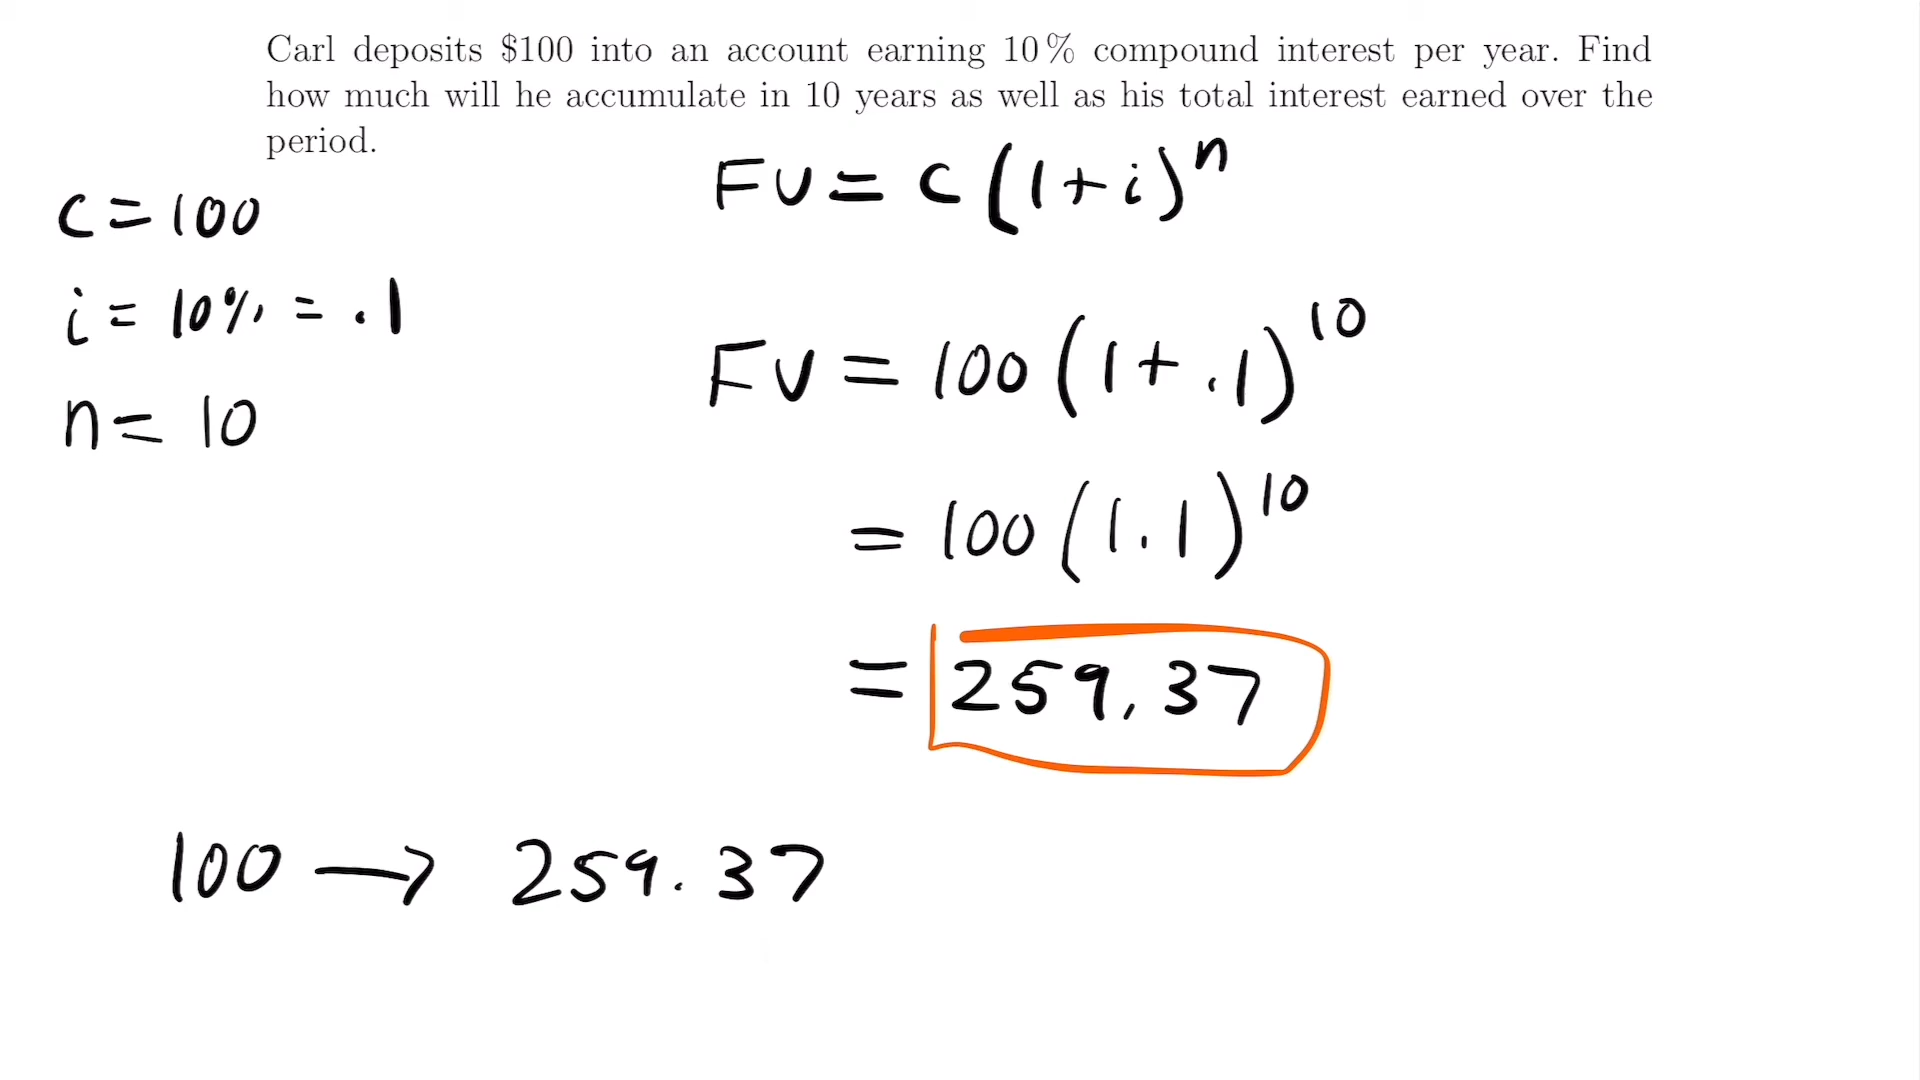 Carl deposits $100 into an account earning 10% compound interest per year. Find
how much will he accumulate in 10 years as well as his total interest earned over the
period.
FV = c(1+i)^n
c = 100
i = 10% = .1
n = 10
FV = 100(1+.1)^10
= 100(1.1)^10
= 259.37
100 → 259.37